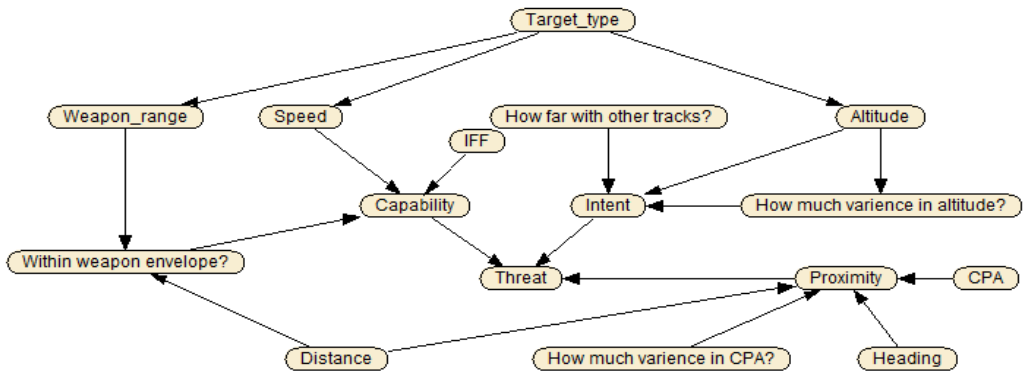 Target_type
Weapon_range
Speed
How far with other tracks?
Altitude
IFF
Capability
Intent
How much varience in altitude?
Within weapon envelope?
Threat
Proximity
CPA
Distance
How much varience in CPA?
Heading